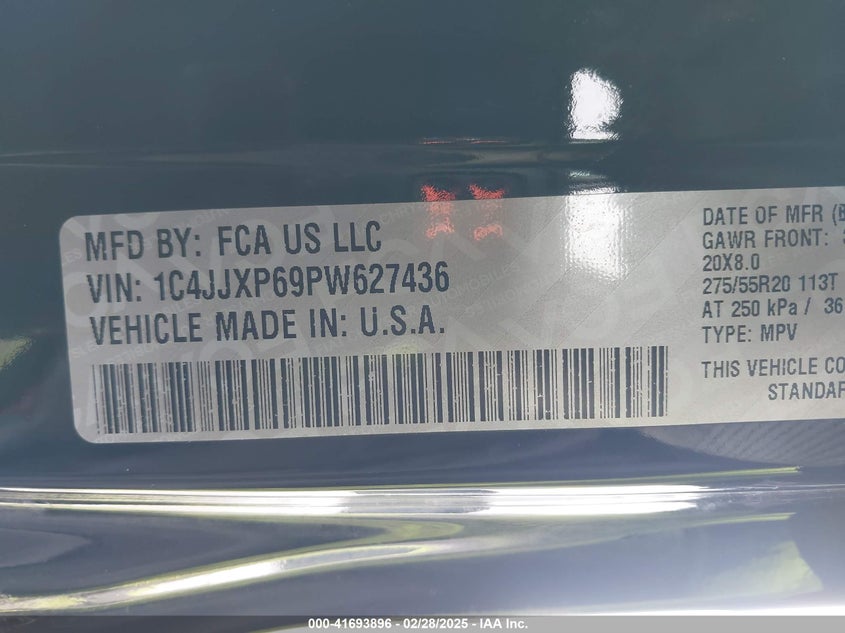 MFD BY: FCA US LLC
VIN: 1C4JJXP69PW627436
VEHICLE MADE IN: U.S.A.
DATE OF MFR
GAWR FRONT:
20X8.0
275/55R20 113T
AT 250 kPa / 36
TYPE: MPV
THIS VEHICLE CO
STANDAR
000-41693896 - 02/28/2025 - IAA Inc.